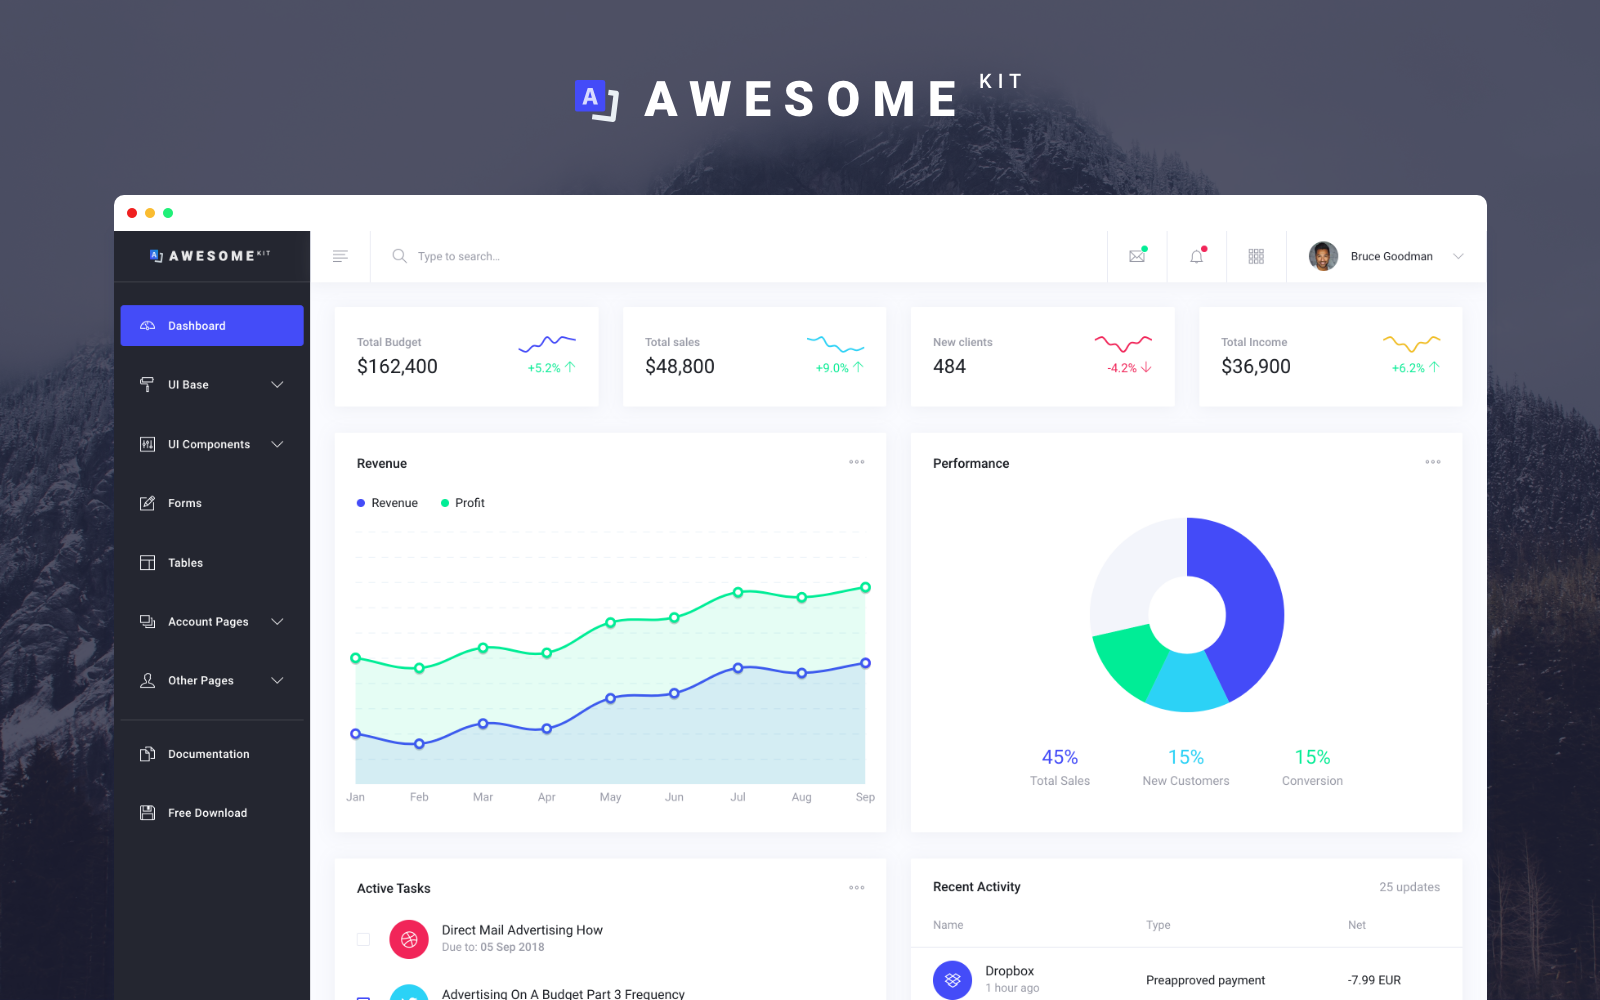 A AWESOME KIT
A AWESOME KIT
Type to search...
Bruce Goodman
Dashboard
UI Base
UI Components
Forms
Tables
Account Pages
Other Pages
Documentation
Free Download
Total Budget
$162,400
+5.2%
Total sales
$48,800
+9.0%
New clients
484
-4.2%
Total Income
$36,900
+6.2%
Revenue
Revenue Profit
Jan Feb Mar Apr May Jun Jul Aug Sep
Performance
45% 15% 15%
Total Sales New Customers Conversion
Active Tasks
Direct Mail Advertising How
Due to: 05 Sep 2018
Advertising On A Budget Part 3 Frequency
Recent Activity 25 updates
Name Type Net
Dropbox
1 hour ago
Preapproved payment
-7.99 EUR